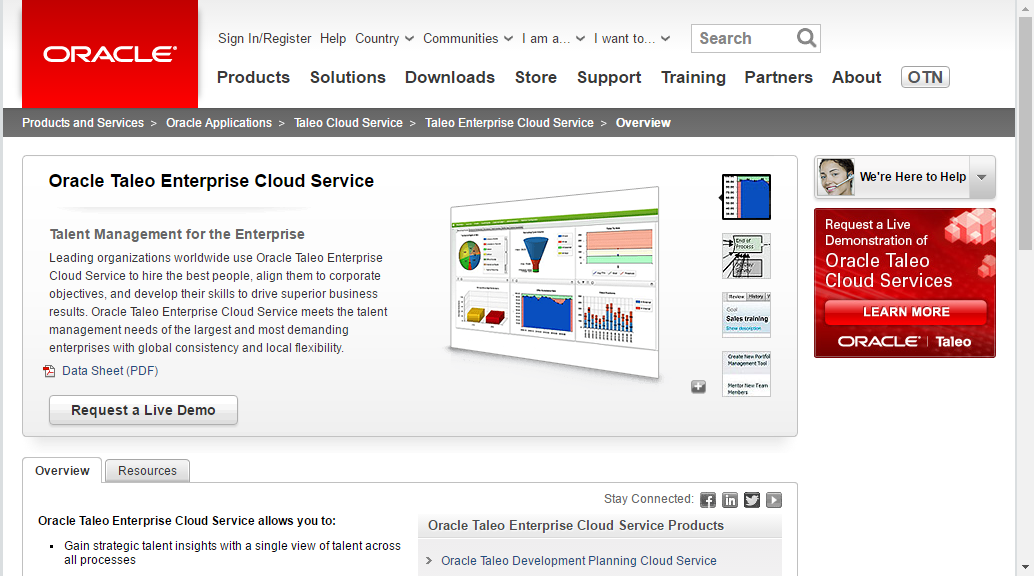 ORACLE
Sign In/Register Help Country Communities I am a... I want to... Search
Products Solutions Downloads Store Support Training Partners About OTN
Products and Services > Oracle Applications > Taleo Cloud Service > Taleo Enterprise Cloud Service > Overview
Oracle Taleo Enterprise Cloud Service
Talent Management for the Enterprise
Leading organizations worldwide use Oracle Taleo Enterprise
Cloud Service to hire the best people, align them to corporate
objectives, and develop their skills to drive superior business
results. Oracle Taleo Enterprise Cloud Service meets the talent
management needs of the largest and most demanding
enterprises with global consistency and local flexibility.
Data Sheet (PDF)
Request a Live Demo
End of
Process
Survey
Review History
Goal
Sales training
Show description
Create New Portfol
Management Tool
Mentor New Team
Members
We're Here to Help
Request a Live
Demonstration of
Oracle Taleo
Cloud Services
LEARN MORE
ORACLE | Taleo
Overview Resources
Stay Connected:
Oracle Taleo Enterprise Cloud Service allows you to:
Gain strategic talent insights with a single view of talent across
all processes
Oracle Taleo Enterprise Cloud Service Products
> Oracle Taleo Development Planning Cloud Service